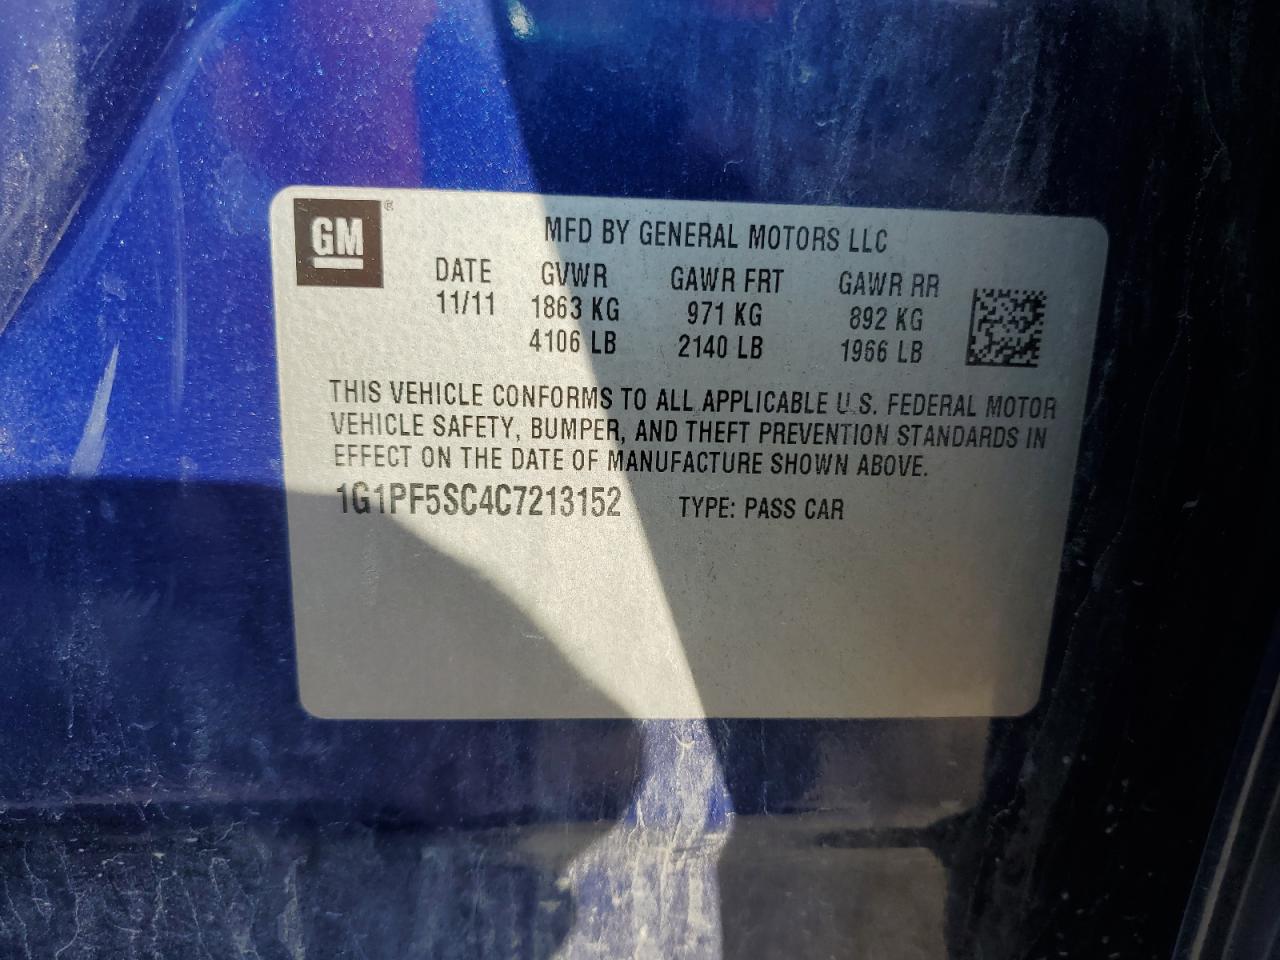 GM®
MFD BY GENERAL MOTORS LLC
DATE GVWR GAWR FRT GAWR RR
11/11 1863 KG 971 KG 892 KG
4106 LB 2140 LB 1966 LB
THIS VEHICLE CONFORMS TO ALL APPLICABLE U.S. FEDERAL MOTOR
VEHICLE SAFETY, BUMPER, AND THEFT PREVENTION STANDARDS IN
EFFECT ON THE DATE OF MANUFACTURE SHOWN ABOVE.
1G1PF5SC4C7213152 TYPE: PASS CAR